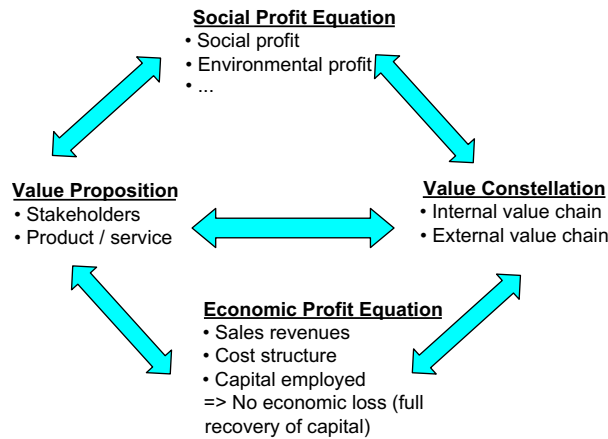 Social Profit Equation
• Social profit
• Environmental profit
• ...
Value Proposition
• Stakeholders
• Product / service
Value Constellation
• Internal value chain
• External value chain
Economic Profit Equation
• Sales revenues
• Cost structure
• Capital employed
=> No economic loss (full
recovery of capital)